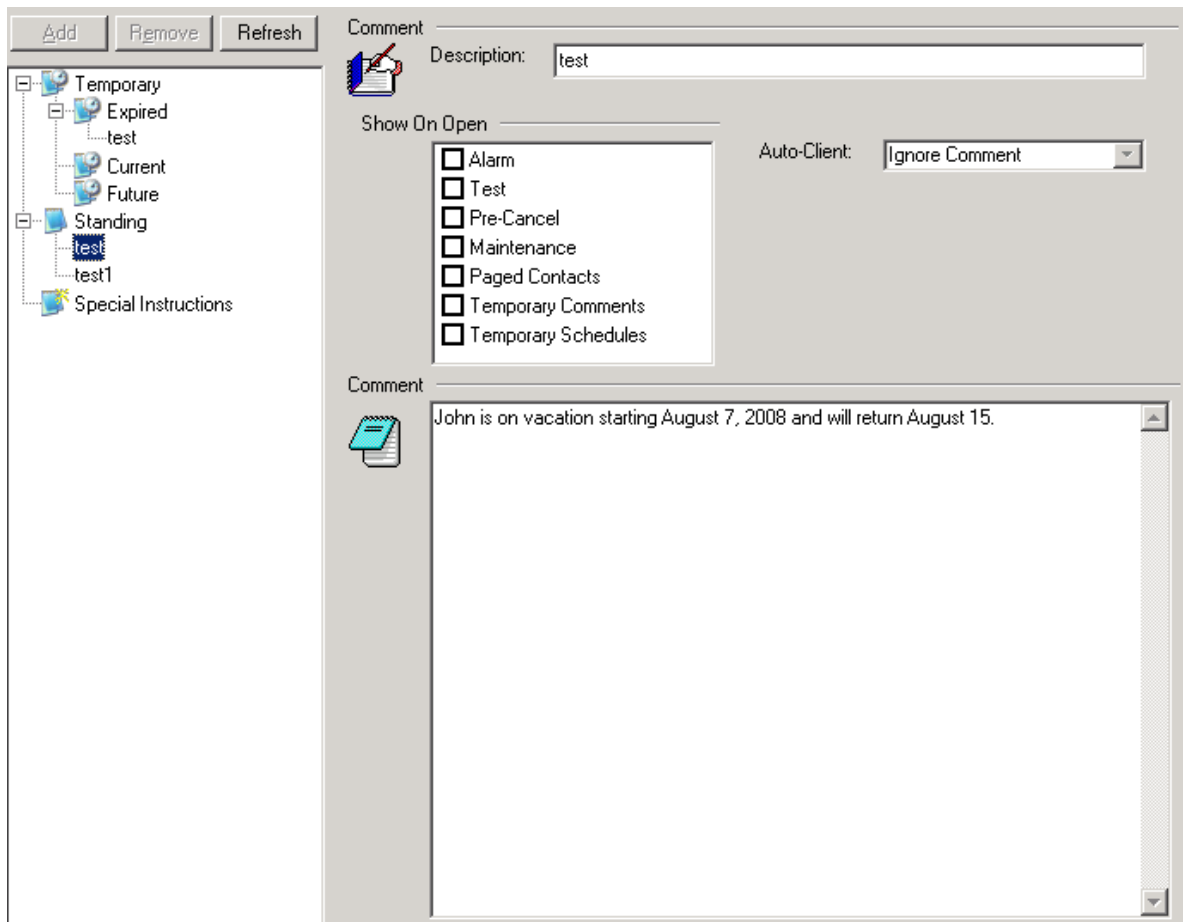 Add Remove Refresh
Temporary
Expired
test
Current
Future
Standing
test
test1
Special Instructions
Comment
Description: test
Show On Open
Alarm
Test
Pre-Cancel
Maintenance
Paged Contacts
Temporary Comments
Temporary Schedules
Auto-Client: Ignore Comment
Comment
John is on vacation starting August 7, 2008 and will return August 15.